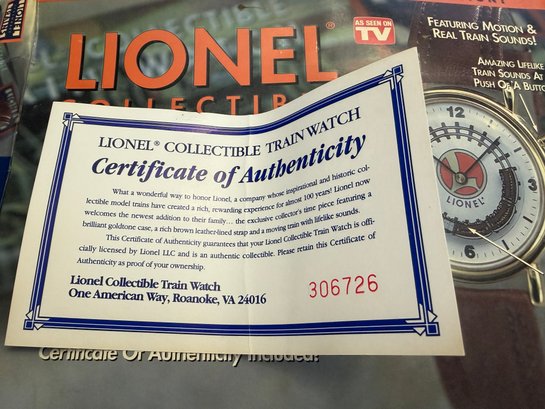 AS SEEN ON
TV
LIONEL
COLLECTIB
FEATURING MOTION &
REAL TRAIN SOUNDS!
AMAZING LIFELIKE
TRAIN SOUNDS AT
PUSH OF A BUTTO
LIONEL® COLLECTIBLE TRAIN WATCH
Certificate of Authenticity
What a wonderful way to honor Lionel, a company whose inspirational and historic col-
lectible model trains have created a rich, rewarding experience for almost 100 years! Lionel now
welcomes the newest addition to their family... the exclusive collector's time piece featuring a
brilliant goldtone case, a rich brown leather-lined strap and a moving train with lifelike sounds.
This Certificate of Authenticity guarantees that your Lionel Collectible Train Watch is offi-
cially licensed by Lionel LLC and is an authentic collectible. Please retain this Certificate of
Authenticity as proof of your ownership.
Lionel Collectible Train Watch
One American Way, Roanoke, VA 24016
306726
12
1
2
3
4
5
6
LIONEL
Certificate Of Authenticity Included!